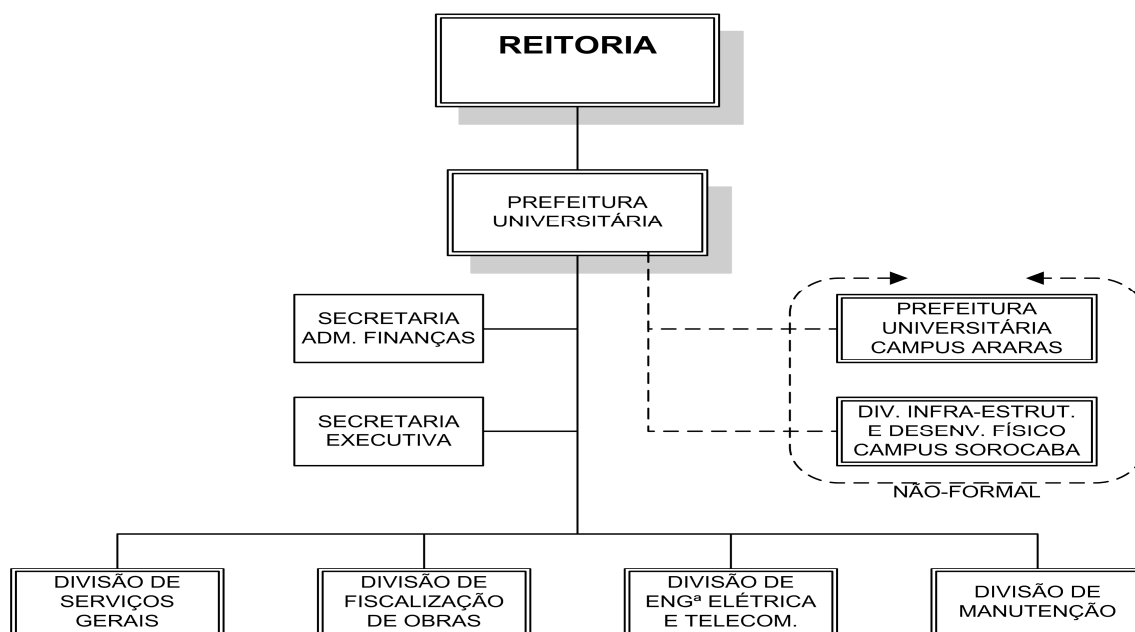 REITORIA
PREFEITURA
UNIVERSITÁRIA
SECRETARIA
ADM. FINANÇAS
PREFEITURA
UNIVERSITÁRIA
CAMPUS ARARAS
SECRETARIA
EXECUTIVA
DIV. INFRA-ESTRUT.
E DESENV. FÍSICO
CAMPUS SOROCABA
NÃO-FORMAL
DIVISÃO DE
SERVIÇOS
GERAIS
DIVISÃO DE
FISCALIZAÇÃO
DE OBRAS
DIVISÃO DE
ENGª ELÉTRICA
E TELECOM.
DIVISÃO DE
MANUTENÇÃO